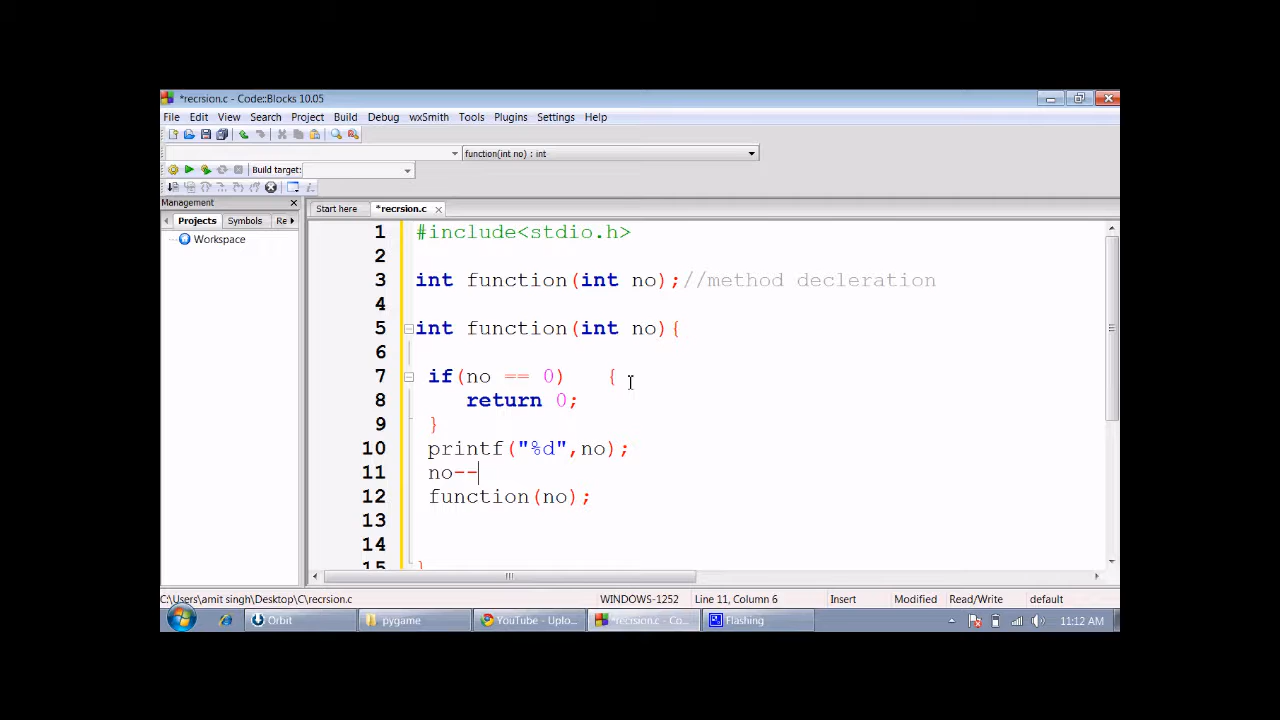 *recrsion.c - Code::Blocks 10.05
File Edit View Search Project Build Debug wxSmith Tools Plugins Settings Help
function(int no) : int
Build target:
Management
Start here *recrsion.c
Projects Symbols Re
Workspace
1 #include<stdio.h>
2
3 int function(int no);//method decleration
4
5 int function(int no){
6
7 if(no == 0) {
8 return 0;
9 }
10 printf("%d",no);
11 no--
12 function(no);
13
14
15 }
C:\Users\amit singh\Desktop\C\recrsion.c WINDOWS-1252 Line 11, Column 6 Insert Modified Read/Write default
Orbit pygame YouTube - Uplo... *recrsion.c - Co... Flashing 11:12 AM